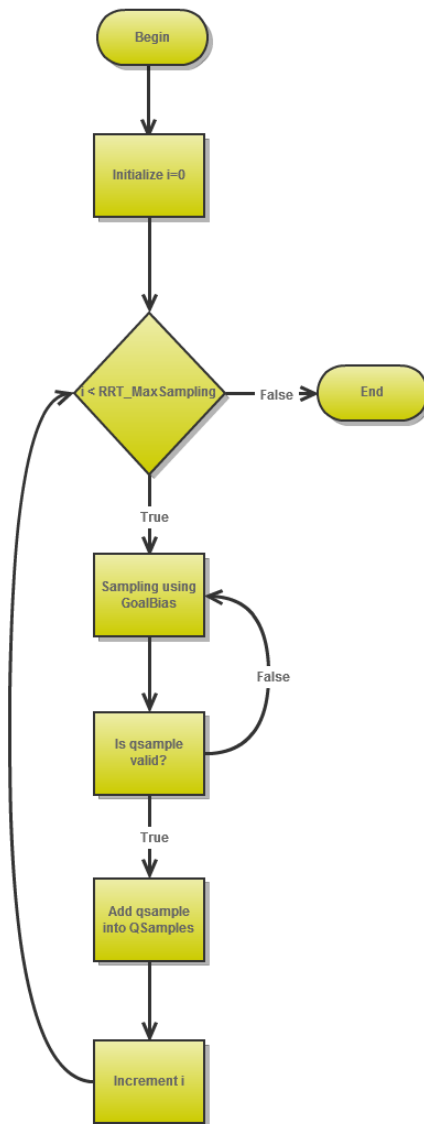 Begin
Initialize i=0
i < RRT_MaxSampling
False
End
True
Sampling using
GoalBias
False
Is qsample
valid?
True
Add qsample
into QSamples
Increment i